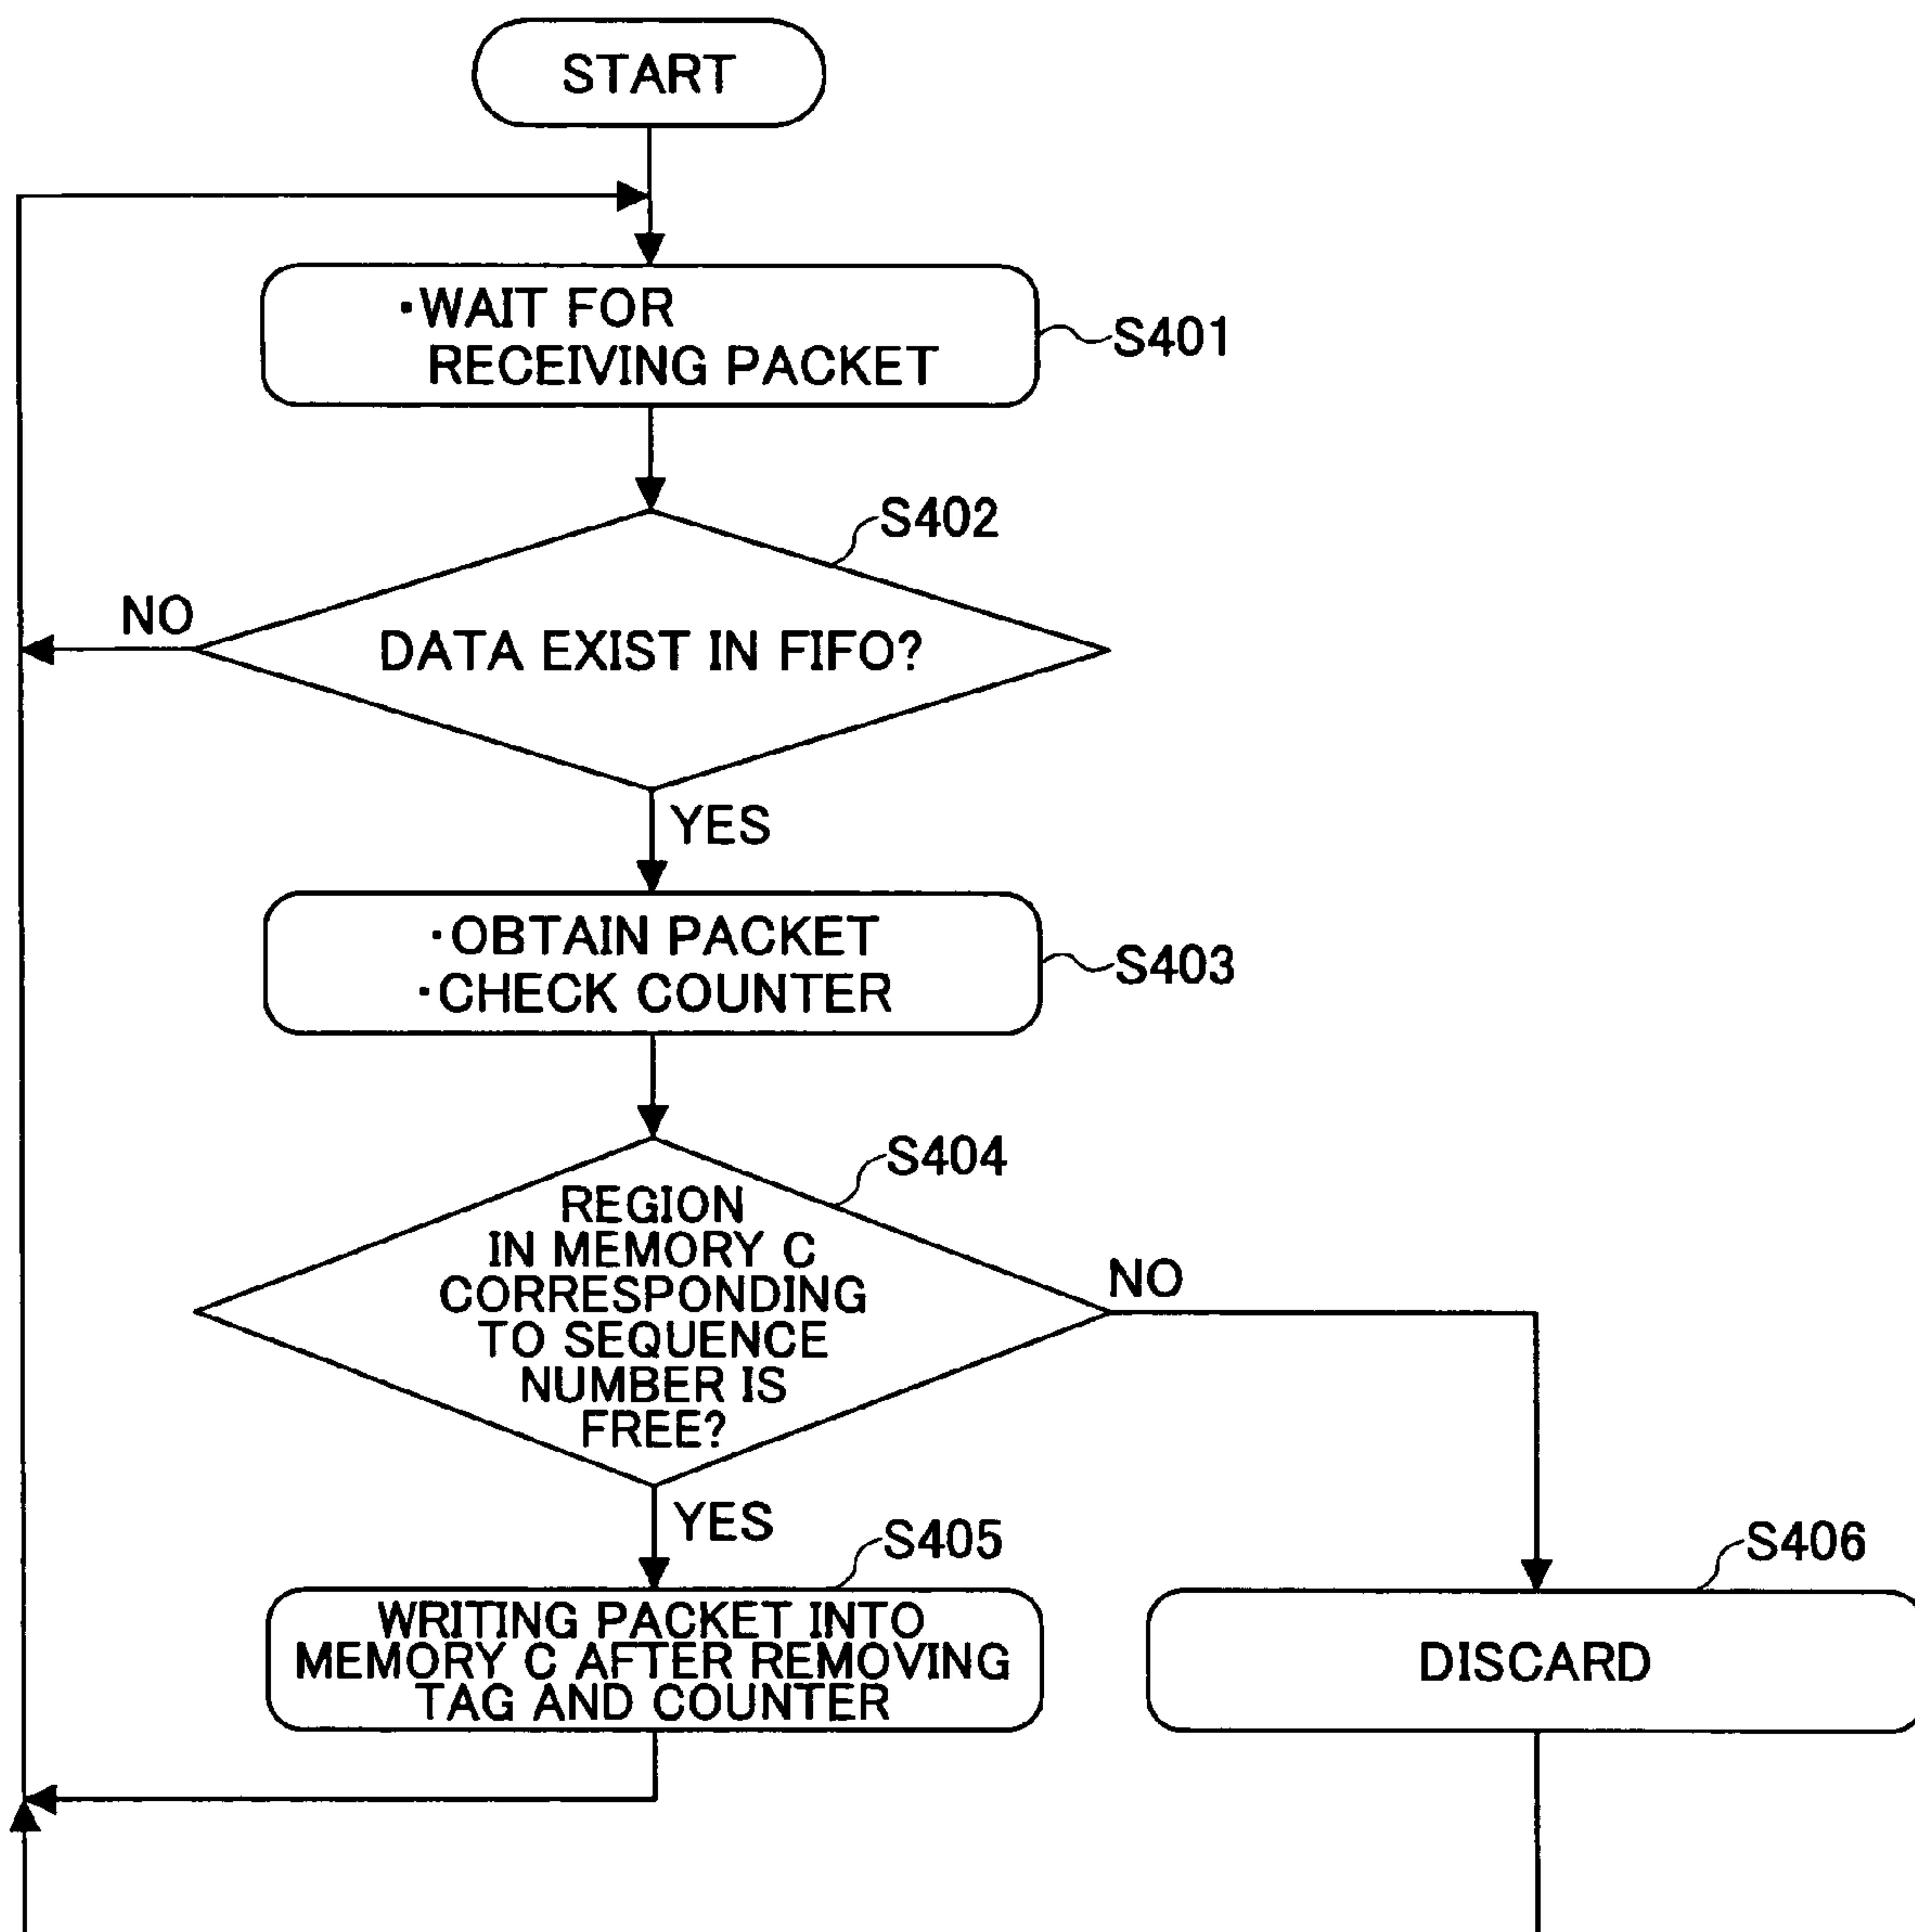 START
·WAIT FOR
RECEIVING PACKET
S401
S402
NO
DATA EXIST IN FIFO?
YES
·OBTAIN PACKET
·CHECK COUNTER
S403
S404
REGION
IN MEMORY C
CORRESPONDING
TO SEQUENCE
NUMBER IS
FREE?
NO
YES
S405
S406
WRITING PACKET INTO
MEMORY C AFTER REMOVING
TAG AND COUNTER
DISCARD